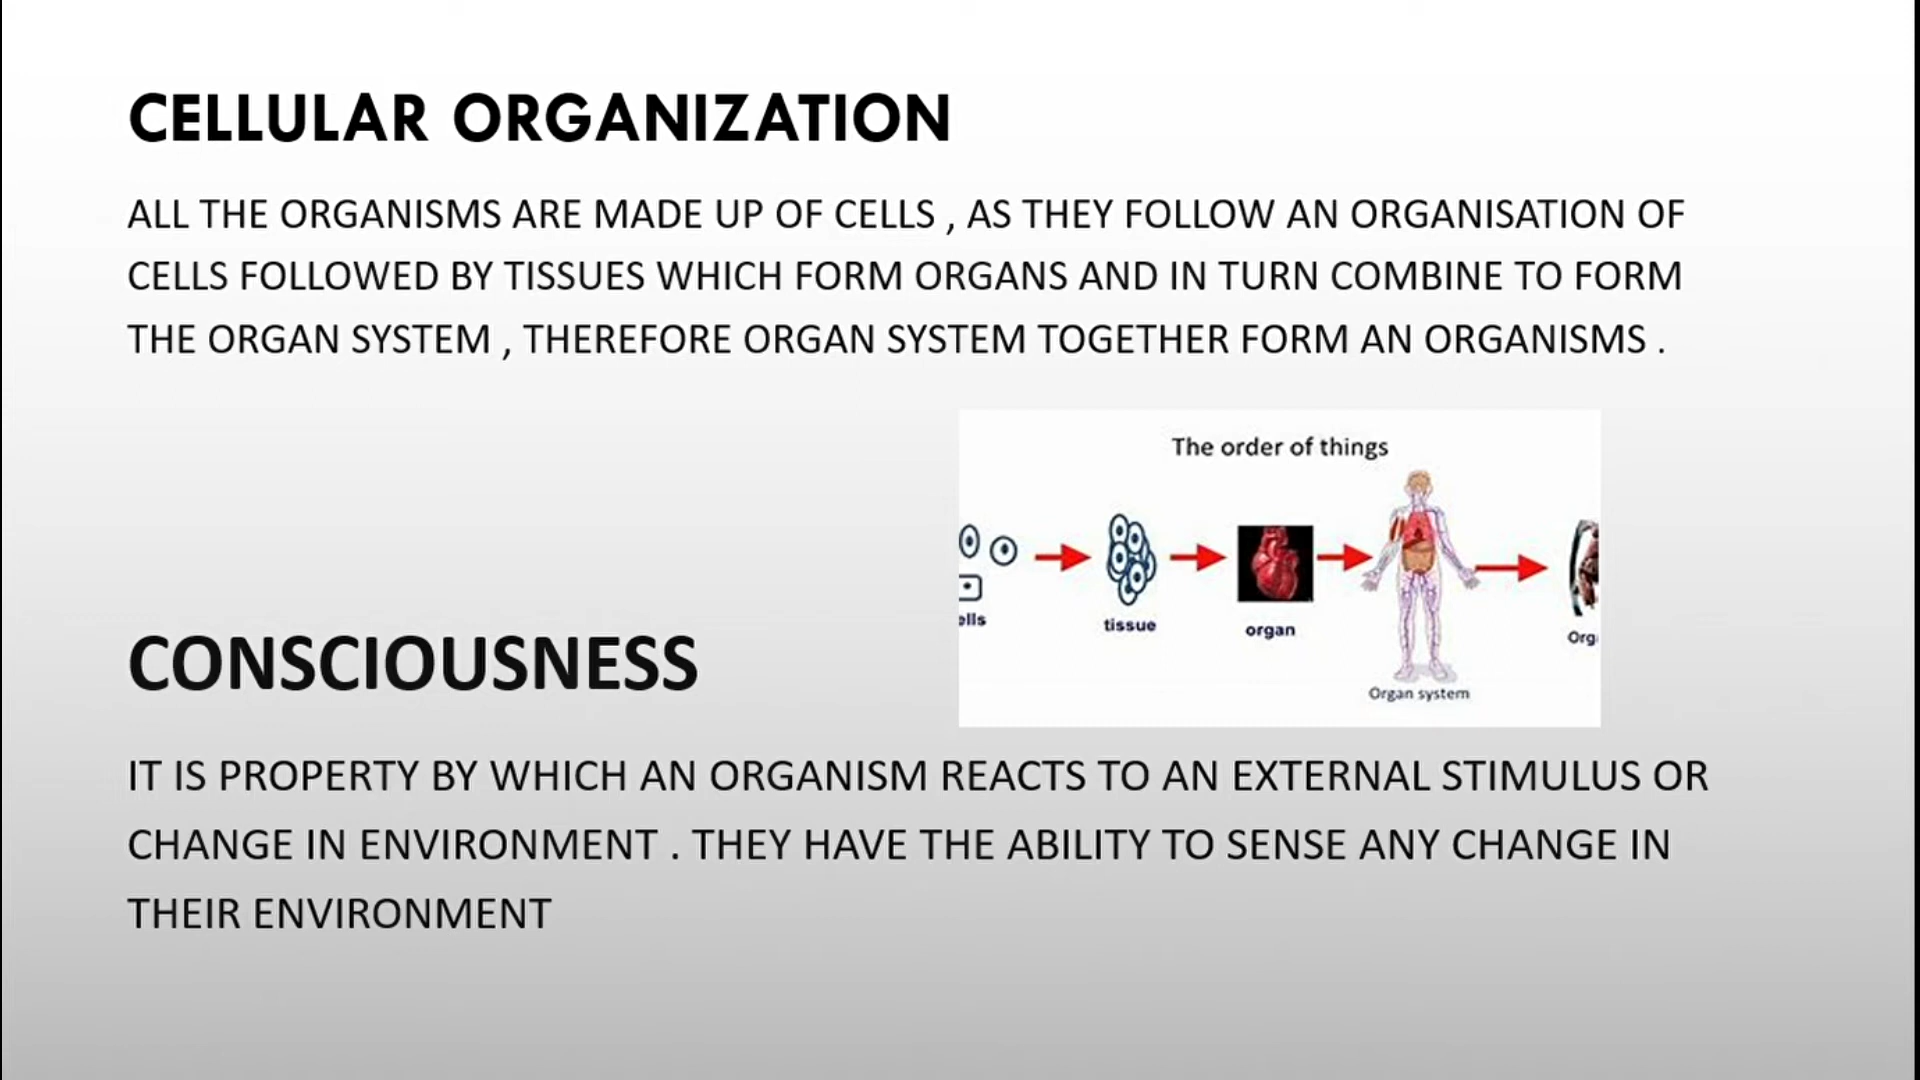 CELLULAR ORGANIZATION
ALL THE ORGANISMS ARE MADE UP OF CELLS , AS THEY FOLLOW AN ORGANISATION OF
CELLS FOLLOWED BY TISSUES WHICH FORM ORGANS AND IN TURN COMBINE TO FORM
THE ORGAN SYSTEM , THEREFORE ORGAN SYSTEM TOGETHER FORM AN ORGANISMS .
The order of things
ells
tissue
organ
Organ system
Org
CONSCIOUSNESS
IT IS PROPERTY BY WHICH AN ORGANISM REACTS TO AN EXTERNAL STIMULUS OR
CHANGE IN ENVIRONMENT . THEY HAVE THE ABILITY TO SENSE ANY CHANGE IN
THEIR ENVIRONMENT